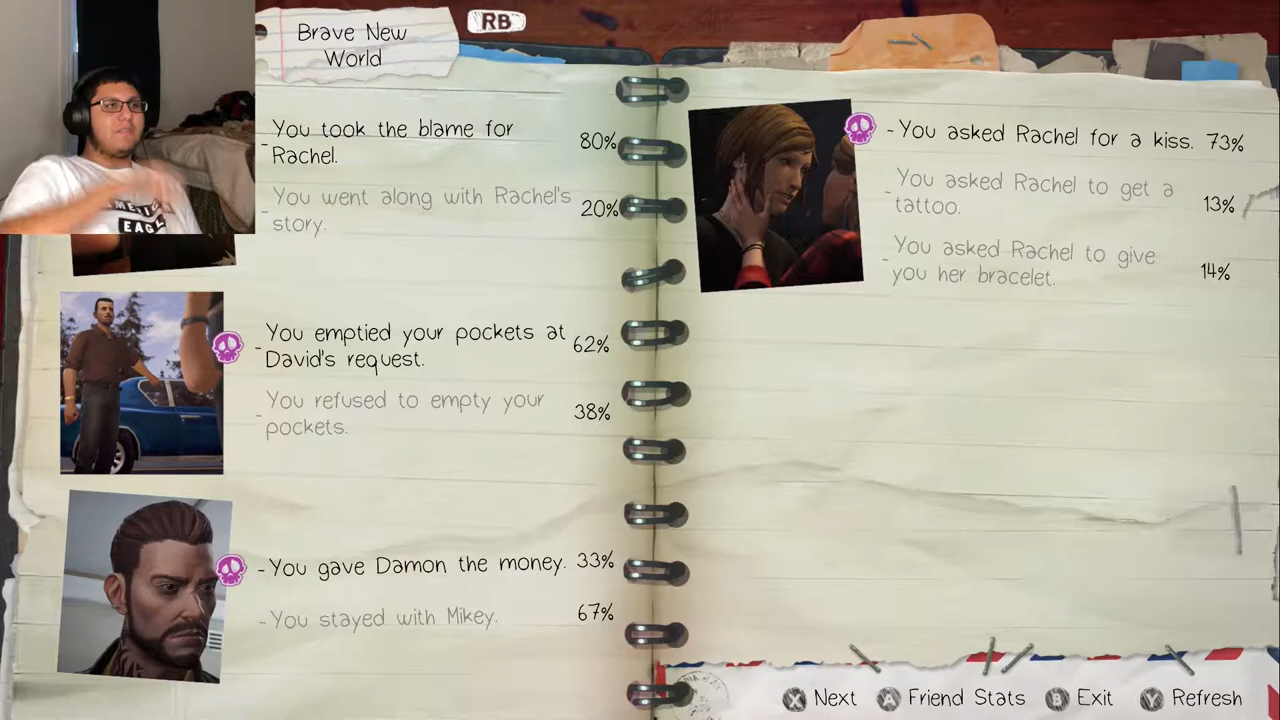 Brave New
World
RB
You took the blame for
Rachel.
80%
You went along with Rachel's
story.
20%
-You emptied your pockets at
David's request.
62%
-You refused to empty your
pockets.
38%
-You gave Damon the money. 33%
-You stayed with Mikey. 67%
-You asked Rachel for a kiss. 73%
-You asked Rachel to get a
tattoo.
13%
-You asked Rachel to give
you her bracelet.
14%
EAGL
X Next A Friend Stats B Exit Y Refresh